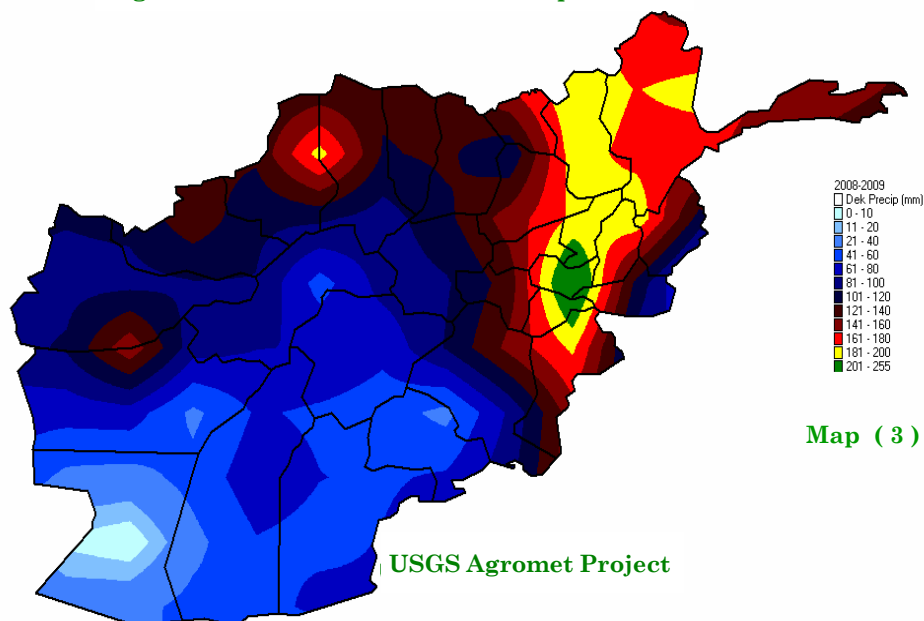 2008-2009
Dek Precip (mm)
0 - 10
11 - 20
21 - 40
41 - 60
61 - 80
81 - 100
101 - 120
121 - 140
141 - 160
161 - 180
181 - 200
201 - 255
Map ( 3 )
USGS Agromet Project